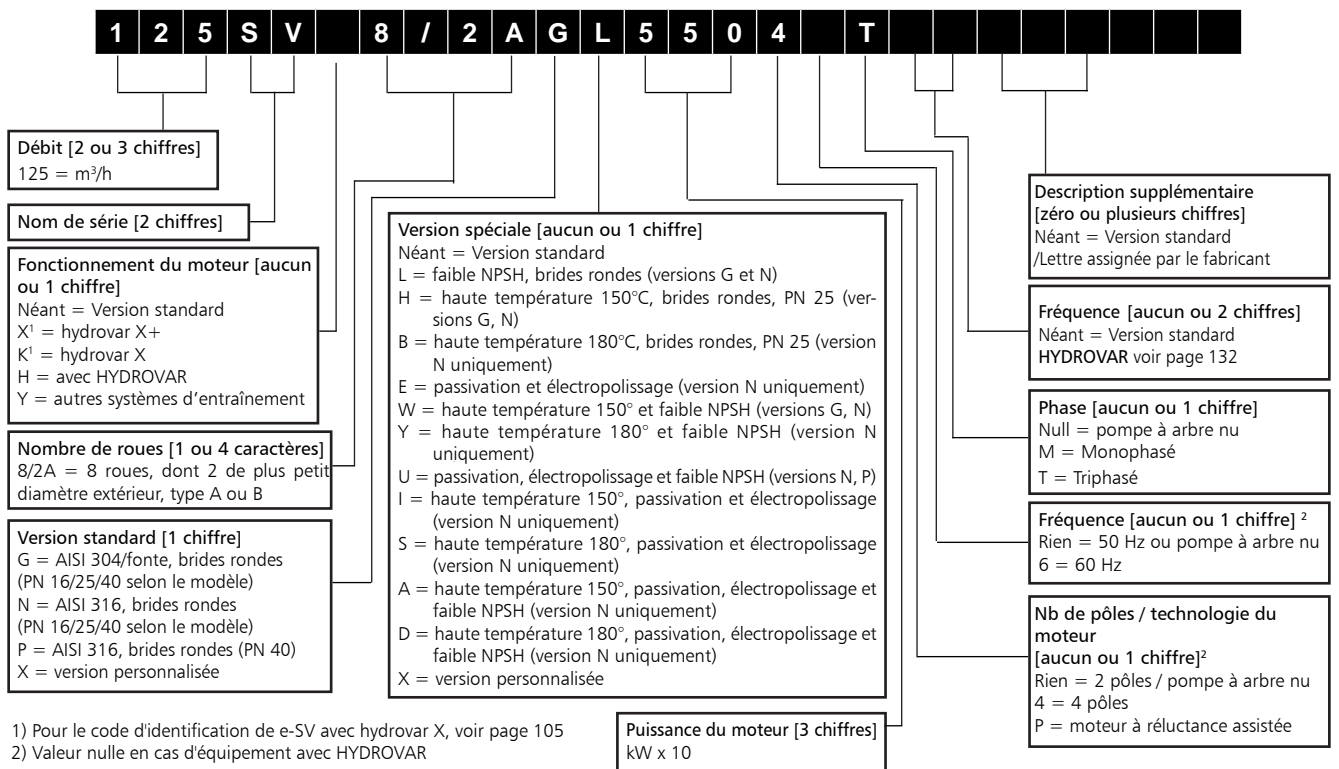 125SV 8/2AGL5504 T
Débit [2 ou 3 chiffres]
125 = m³/h
Nom de série [2 chiffres]
Fonctionnement du moteur [aucun
ou 1 chiffre]
Néant = Version standard
X¹ = hydrovar X+
K¹ = hydrovar X
H = avec HYDROVAR
Y = autres systèmes d'entraînement
Nombre de roues [1 ou 4 caractères]
8/2A = 8 roues, dont 2 de plus petit
diamètre extérieur, type A ou B
Version standard [1 chiffre]
G = AISI 304/fonte, brides rondes
(PN 16/25/40 selon le modèle)
N = AISI 316, brides rondes
(PN 16/25/40 selon le modèle)
P = AISI 316, brides rondes (PN 40)
X = version personnalisée
Version spéciale [aucun ou 1 chiffre]
Néant = Version standard
L = faible NPSH, brides rondes (versions G et N)
H = haute température 150°C, brides rondes, PN 25 (ver-
sions G, N)
B = haute température 180°C, brides rondes, PN 25 (version
N uniquement)
E = passivation et électropolissage (version N uniquement)
W = haute température 150° et faible NPSH (versions G, N)
Y = haute température 180° et faible NPSH (version N
uniquement)
U = passivation, électropolissage et faible NPSH (versions N, P)
I = haute température 150°, passivation et électropolissage
(version N uniquement)
S = haute température 180°, passivation et électropolissage
(version N uniquement)
A = haute température 150°, passivation, électropolissage et
faible NPSH (version N uniquement)
D = haute température 180°, passivation, électropolissage et
faible NPSH (version N uniquement)
X = version personnalisée
Description supplémentaire
[zéro ou plusieurs chiffres]
Néant = Version standard
/Lettre assignée par le fabricant
Fréquence [aucun ou 2 chiffres]
Néant = Version standard
HYDROVAR voir page 132
Phase [aucun ou 1 chiffre]
Null = pompe à arbre nu
M = Monophasé
T = Triphasé
Fréquence [aucun ou 1 chiffre] ²
Rien = 50 Hz ou pompe à arbre nu
6 = 60 Hz
Nb de pôles / technologie du
moteur
[aucun ou 1 chiffre]²
Rien = 2 pôles / pompe à arbre nu
4 = 4 pôles
P = moteur à réluctance assistée
Puissance du moteur [3 chiffres]
kW x 10
1) Pour le code d'identification de e-SV avec hydrovar X, voir page 105
2) Valeur nulle en cas d'équipement avec HYDROVAR